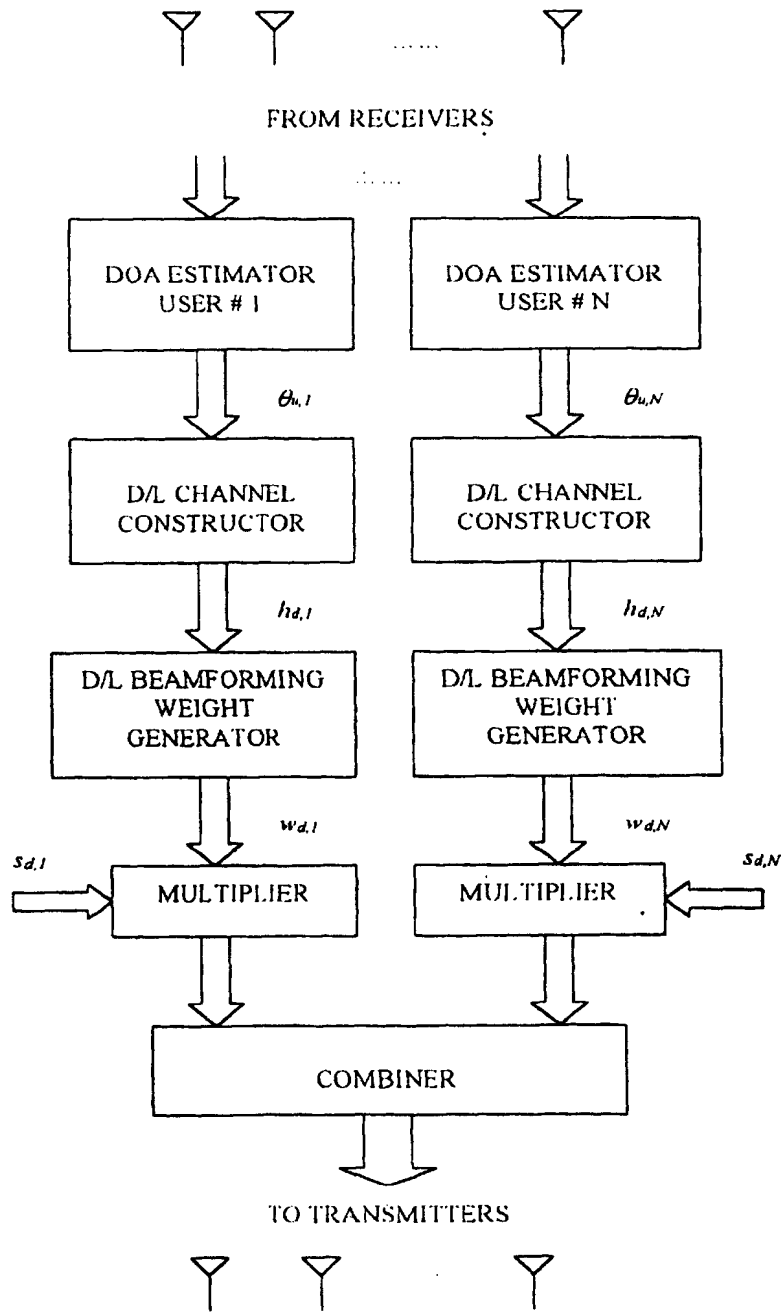 ......
FROM RECEIVERS
......
DOA ESTIMATOR
USER # 1
DOA ESTIMATOR
USER # N
θu,1
θu,N
D/L CHANNEL
CONSTRUCTOR
D/L CHANNEL
CONSTRUCTOR
hd,1
hd,N
D/L BEAMFORMING
WEIGHT
GENERATOR
D/L BEAMFORMING
WEIGHT
GENERATOR
wd,1
wd,N
sd,1
sd,N
MULTIPLIER
MULTIPLIER
COMBINER
TO TRANSMITTERS